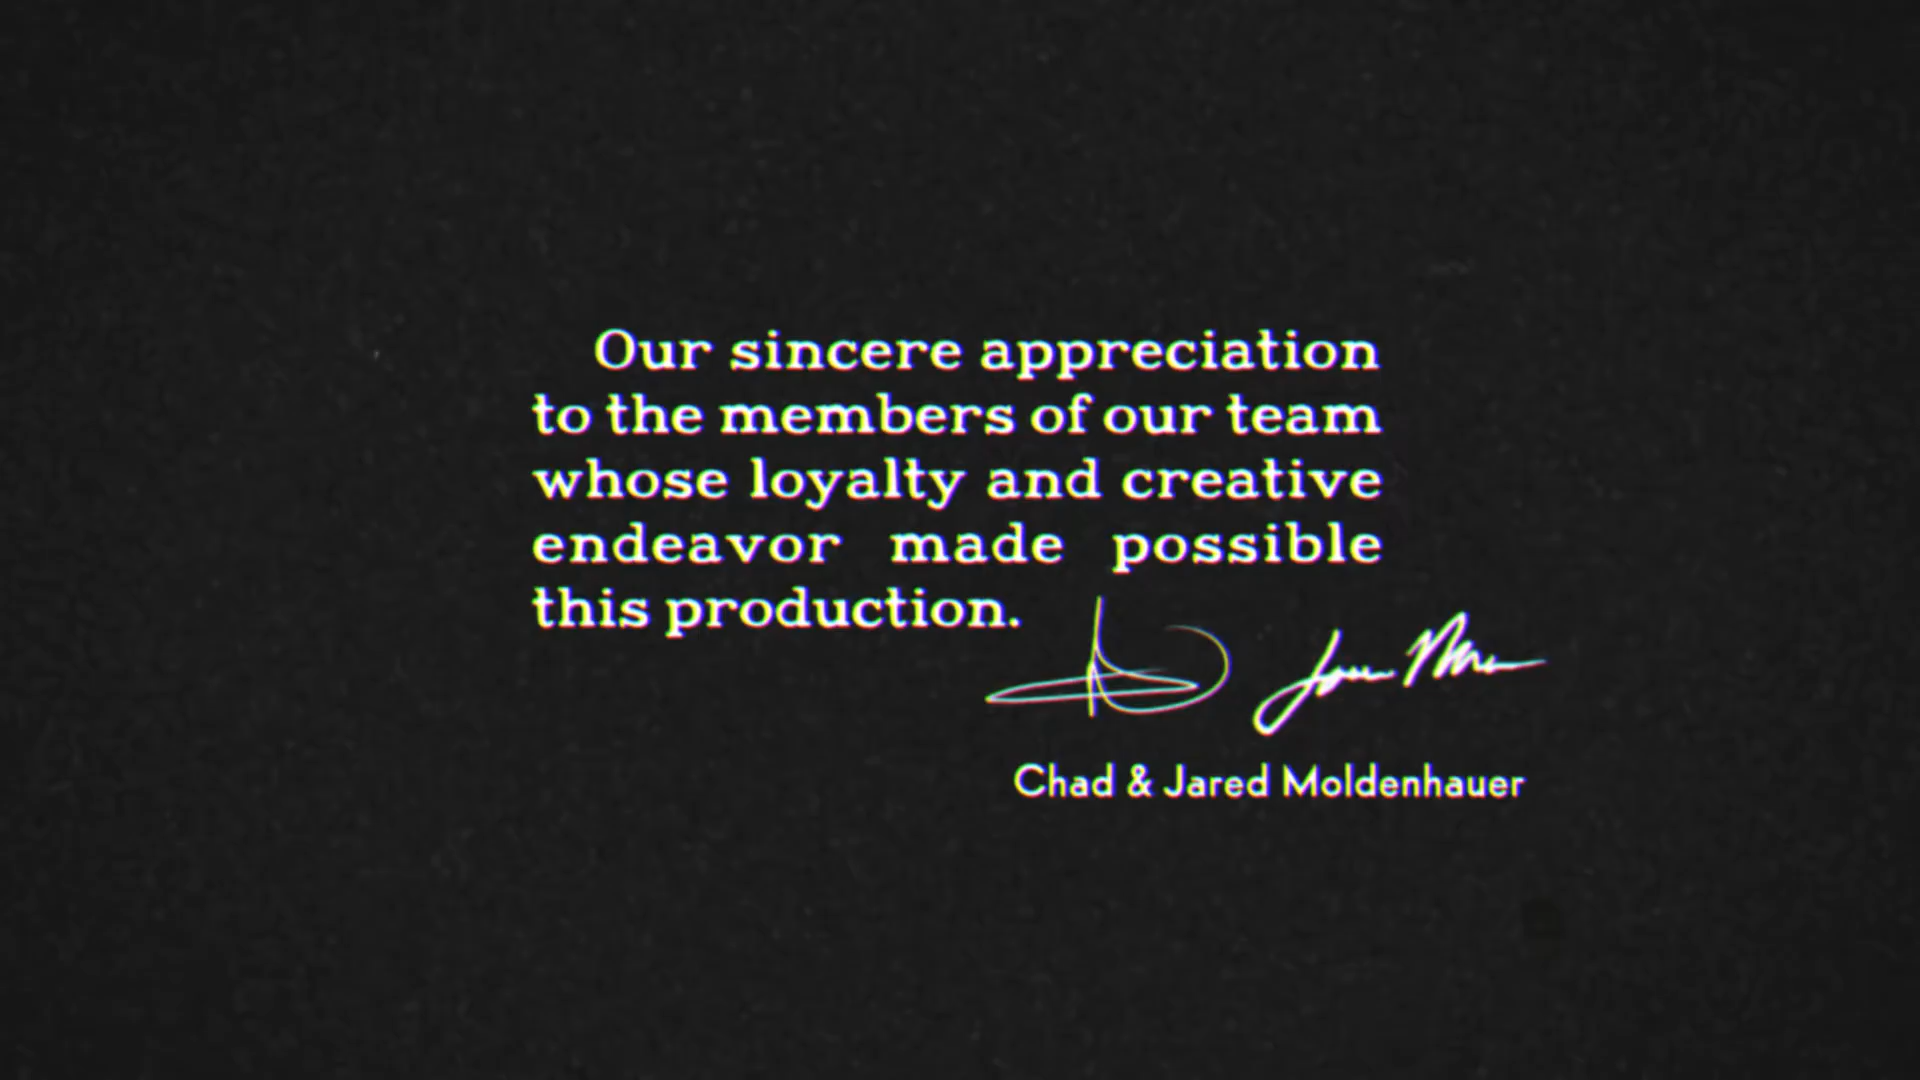 Our sincere appreciation
to the members of our team
whose loyalty and creative
endeavor made possible
this production.
Chad & Jared Moldenhauer